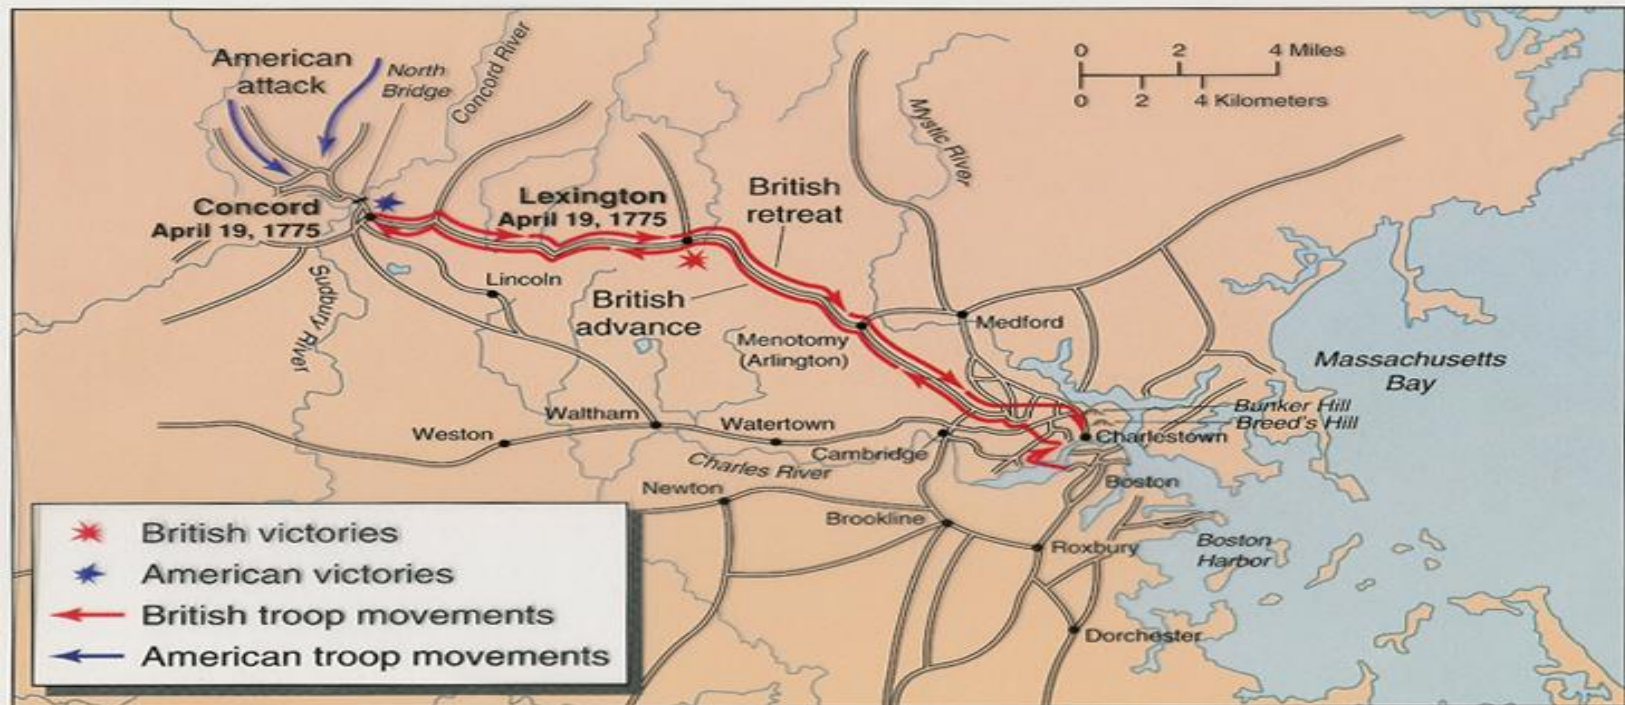 American
attack
North
Bridge
Concord River
0 2 4 Miles
0 2 4 Kilometers
Mystic River
Concord
April 19, 1775
Lexington
April 19, 1775
British
retreat
Sudbury River
Lincoln
British
advance
Menotomy
(Arlington)
Medford
Massachusetts
Bay
Waltham
Watertown
Weston
Cambridge
Bunker Hill
Breed's Hill
Charlestown
Charles River
Newton
Boston
Brookline
Roxbury
Boston
Harbor
Dorchester
British victories
American victories
British troop movements
American troop movements